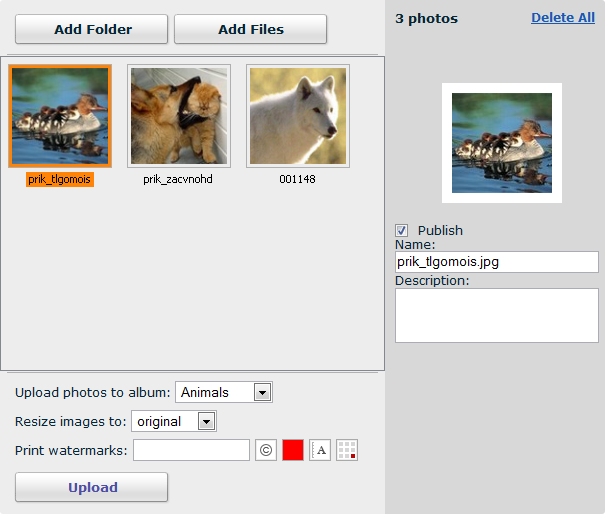 Add Folder
Add Files
prik_tlgomois
prik_zacvnohd
001148
Upload photos to album: Animals
Resize images to: original
Print watermarks:
©
A
Upload
3 photos
Delete All
Publish
Name:
prik_tlgomois.jpg
Description: